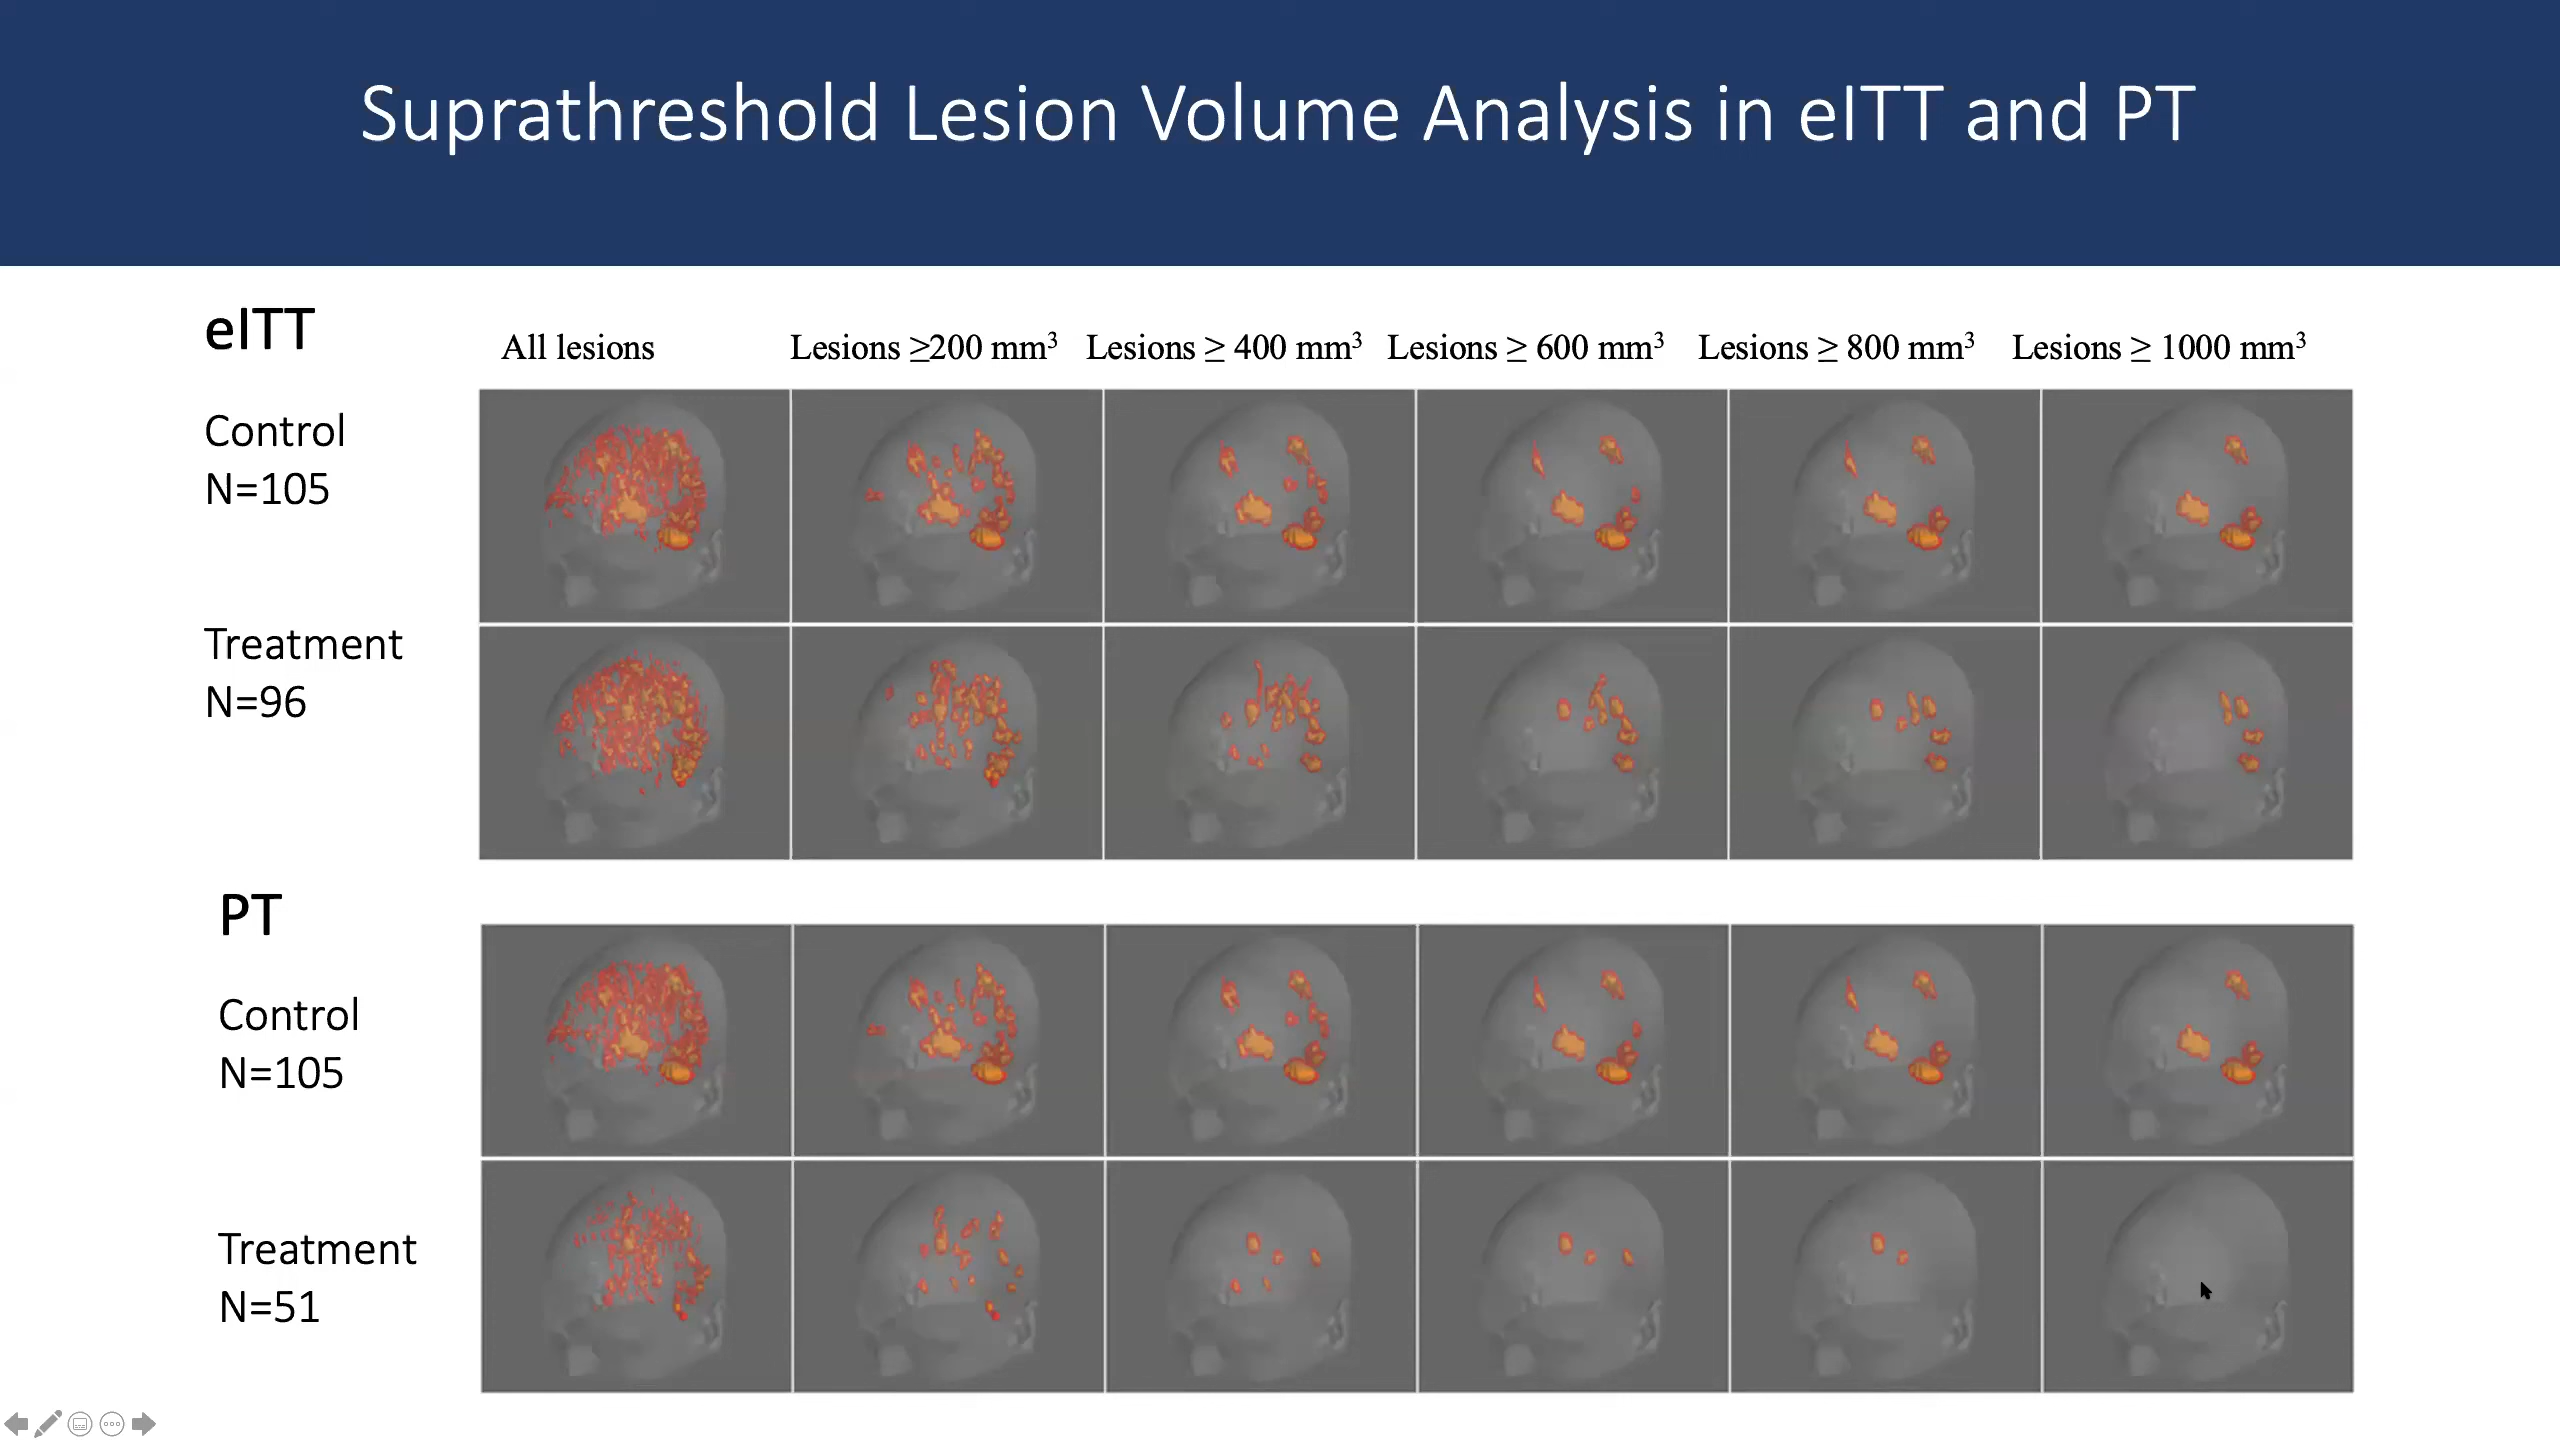 Suprathreshold Lesion Volume Analysis in eITT and PT
eITT
All lesions Lesions ≥200 mm³ Lesions ≥ 400 mm³ Lesions ≥ 600 mm³ Lesions ≥ 800 mm³ Lesions ≥ 1000 mm³
Control
N=105
Treatment
N=96
PT
Control
N=105
Treatment
N=51